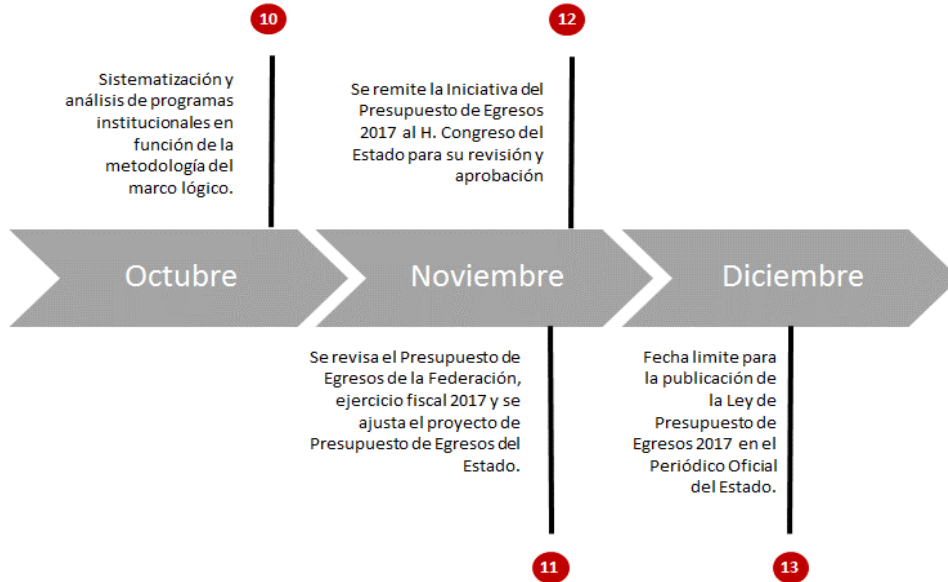 10
Sistematización y
análisis de programas
institucionales en
función de la
metodología del
marco lógico.
12
Se remite la Iniciativa del
Presupuesto de Egresos
2017 al H. Congreso del
Estado para su revisión y
aprobación
Octubre
Noviembre
Diciembre
Se revisa el Presupuesto de
Egresos de la Federación,
ejercicio fiscal 2017 y se
ajusta el proyecto de
Presupuesto de Egresos del
Estado.
11
Fecha limite para
la publicación de
la Ley de
Presupuesto de
Egresos 2017 en el
Periódico Oficial
del Estado.
13